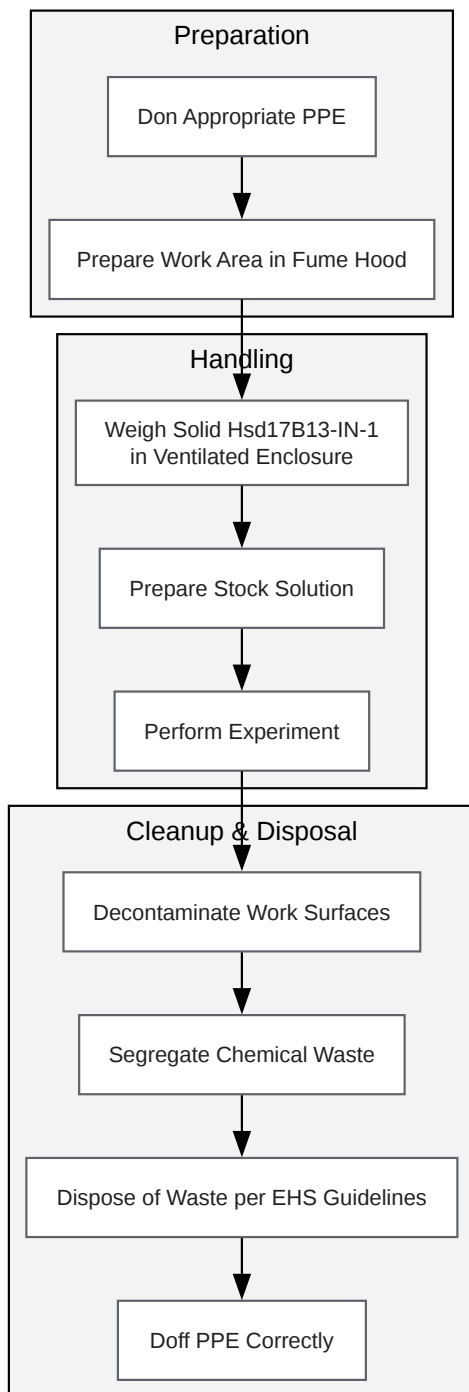 Preparation
Don Appropriate PPE
Prepare Work Area in Fume Hood
Handling
Weigh Solid Hsd17B13-IN-1
in Ventilated Enclosure
Prepare Stock Solution
Perform Experiment
Cleanup & Disposal
Decontaminate Work Surfaces
Segregate Chemical Waste
Dispose of Waste per EHS Guidelines
Doff PPE Correctly